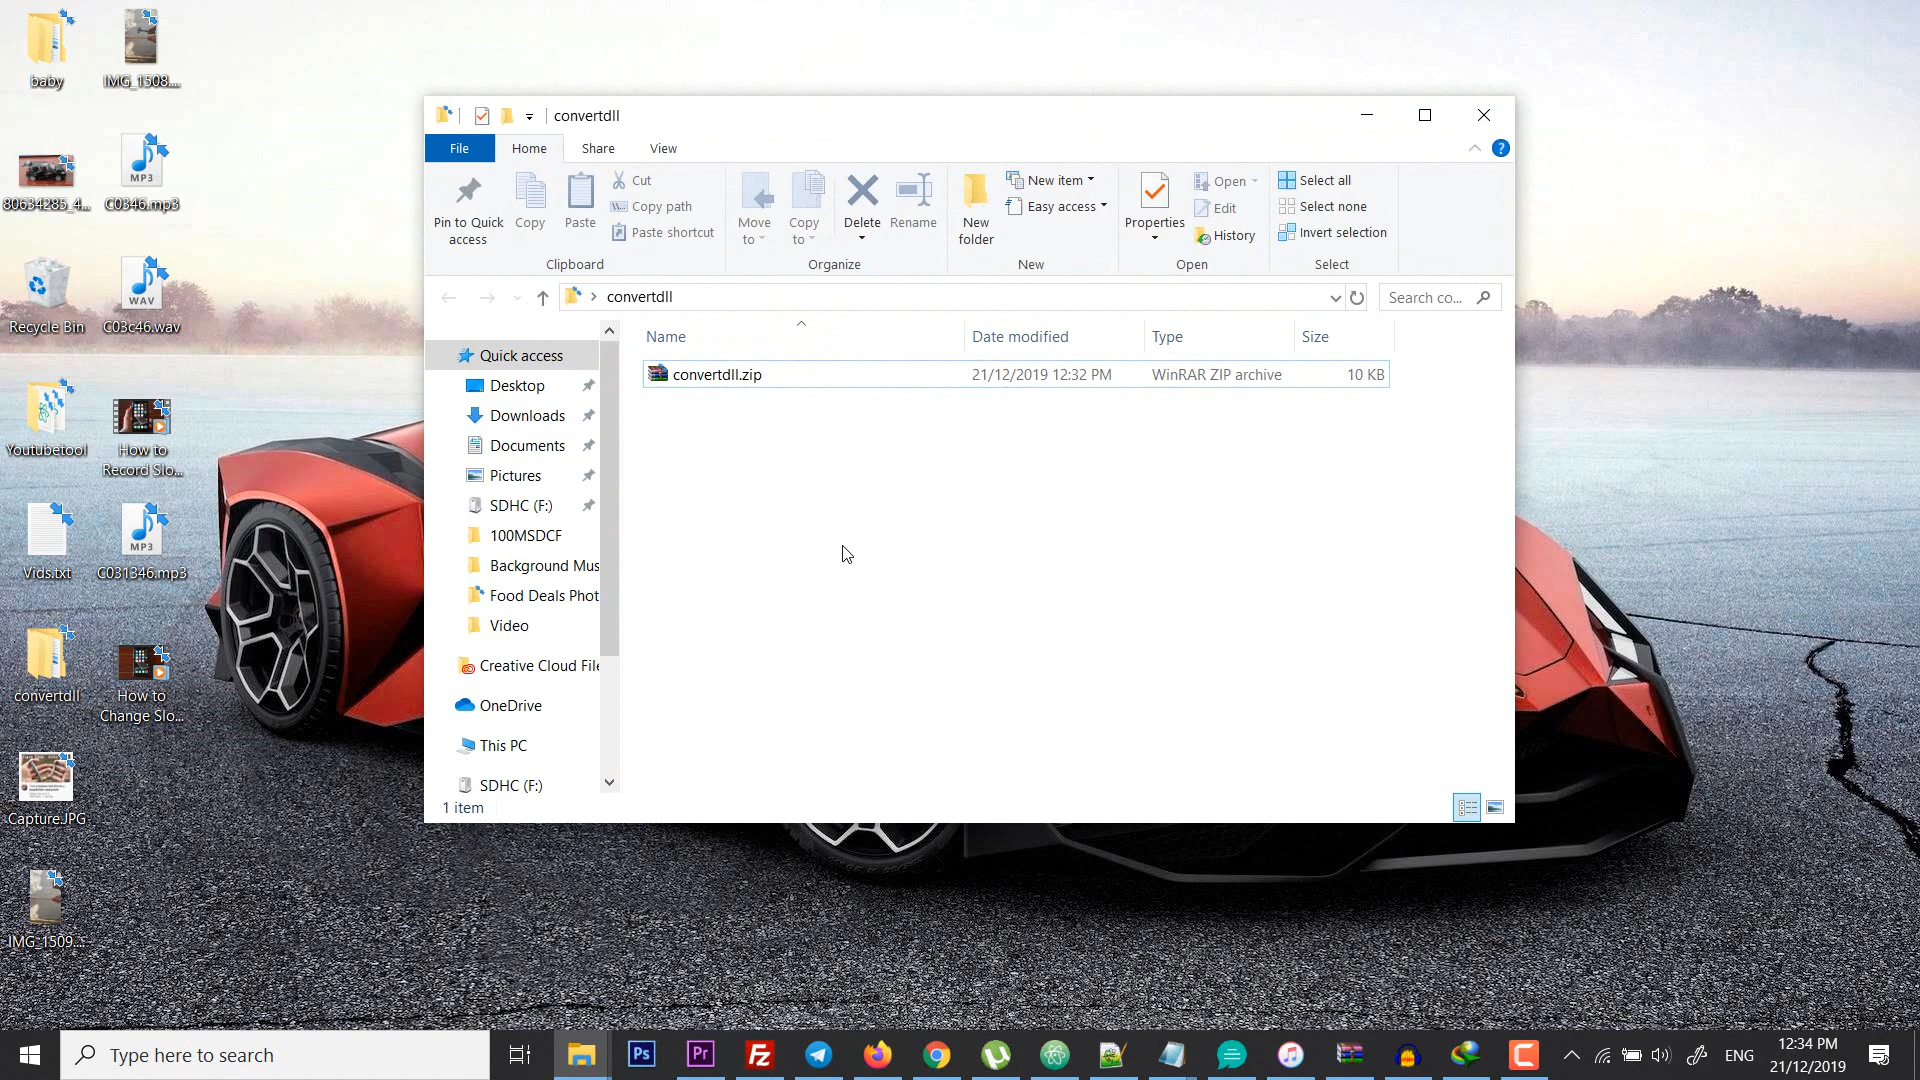 baby
IMG_1508....
80634285_4...
C0346.mp3
Recycle Bin
C03c46.wav
Youtubetool
How to
Record Slo...
Vids.txt
C031346.mp3
convertdll
How to
Change Slo...
Capture.JPG
IMG_1509....
MP3
WAV
MP3
convertdll
File
Home
Share
View
Pin to Quick
access
Copy
Paste
Cut
Copy path
Paste shortcut
Clipboard
Move
to
Copy
to
Delete
Rename
Organize
New
folder
New item
Easy access
New
Properties
Open
Edit
History
Open
Select all
Select none
Invert selection
Select
convertdll
Search co...
Name
Date modified
Type
Size
convertdll.zip
21/12/2019 12:32 PM
WinRAR ZIP archive
10 KB
Quick access
Desktop
Downloads
Documents
Pictures
SDHC (F:)
100MSDCF
Background Mus
Food Deals Phot
Video
Creative Cloud File
OneDrive
This PC
SDHC (F:)
1 item
Type here to search
Ps
Pr
Fz
ENG
12:34 PM
21/12/2019